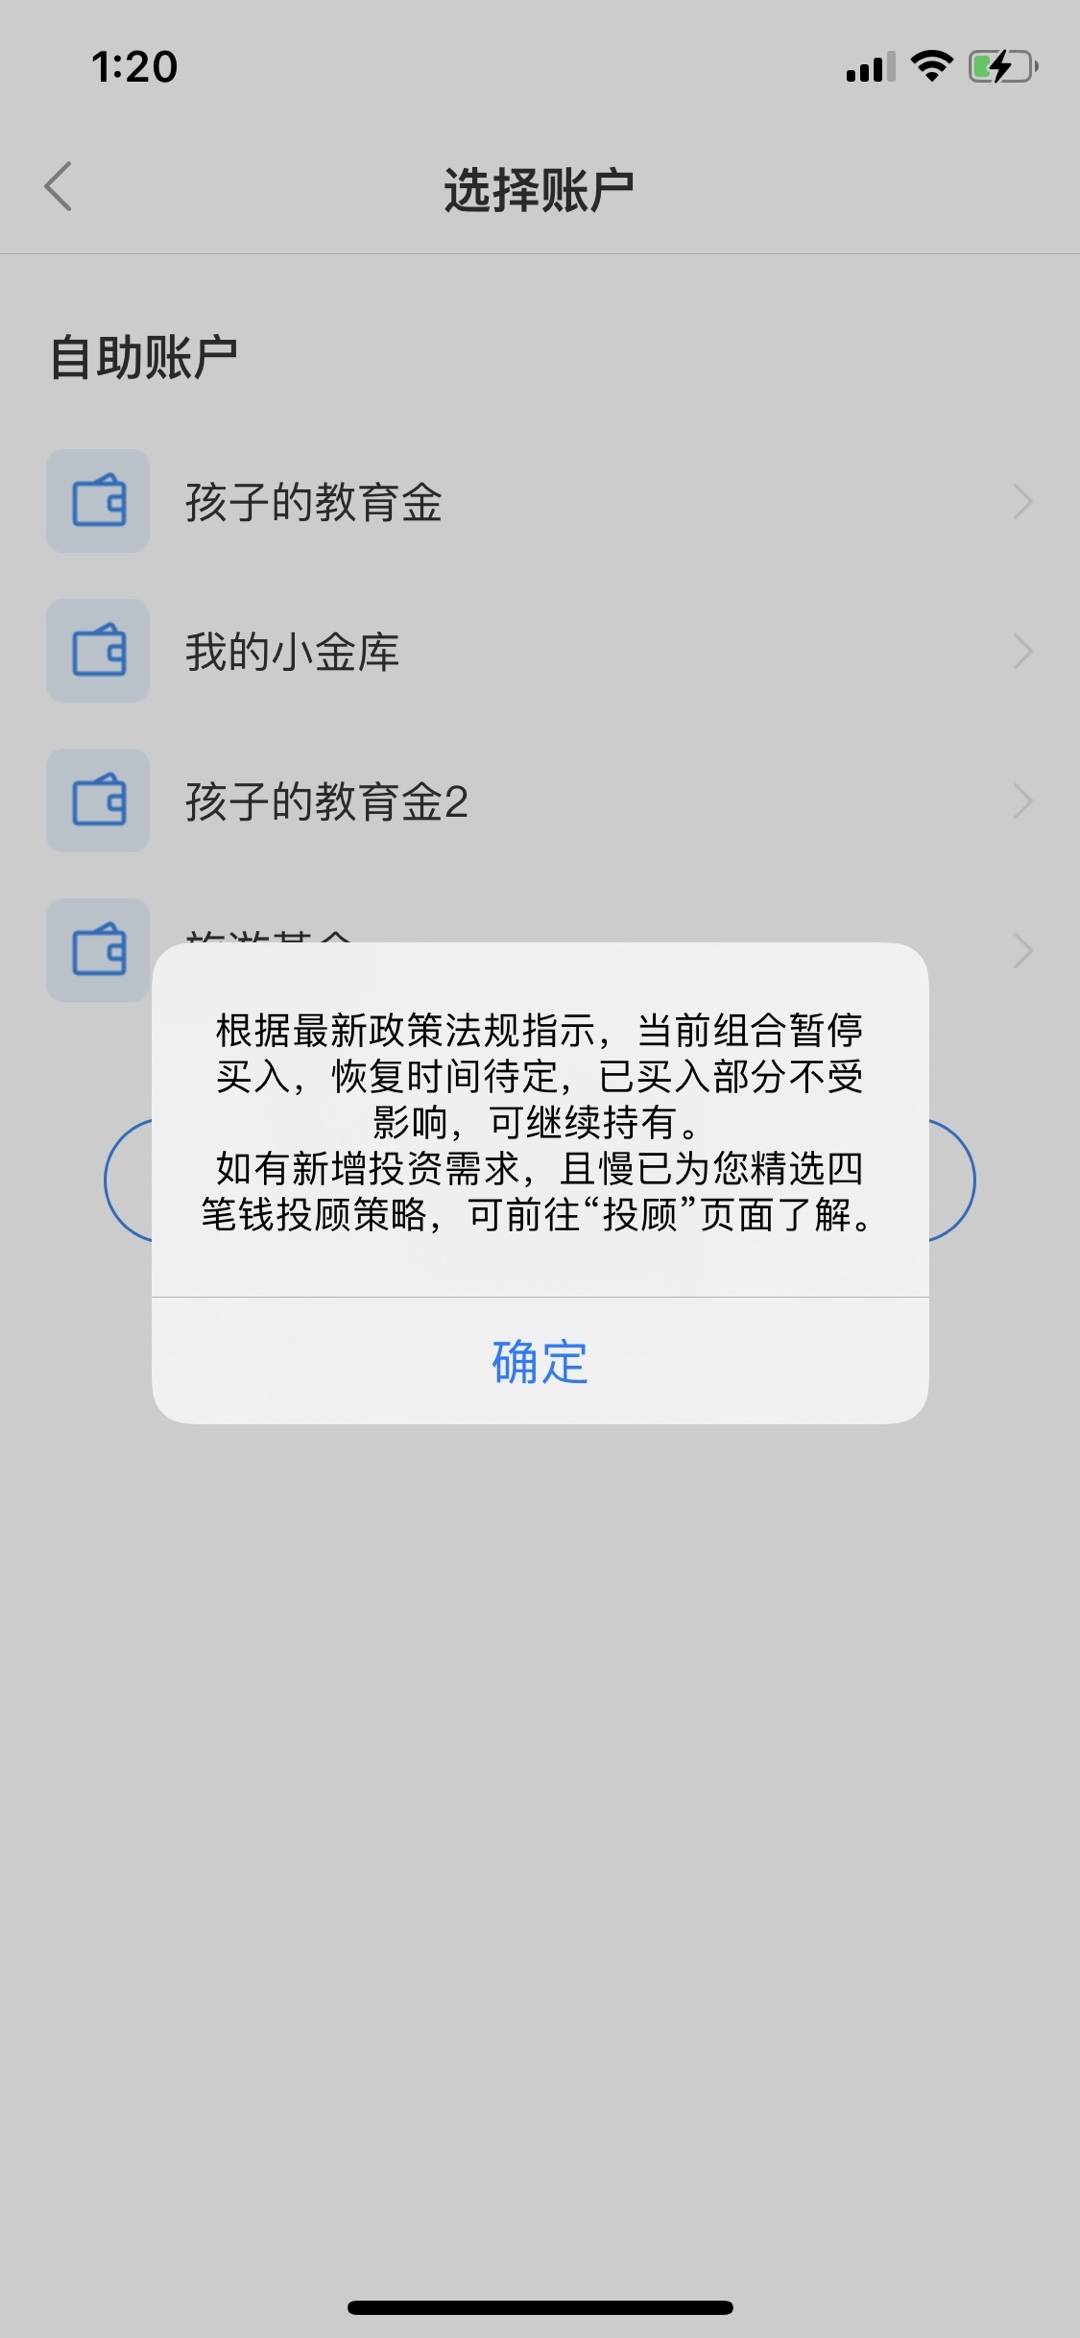 1:20
选择账户
自助账户
孩子的教育金
我的小金库
孩子的教育金2
根据最新政策法规指示，当前组合暂停
买入，恢复时间待定，已买入部分不受
影响，可继续持有。
如有新增投资需求，且慢已为您精选四
笔钱投顾策略，可前往“投顾”页面了解。
确定